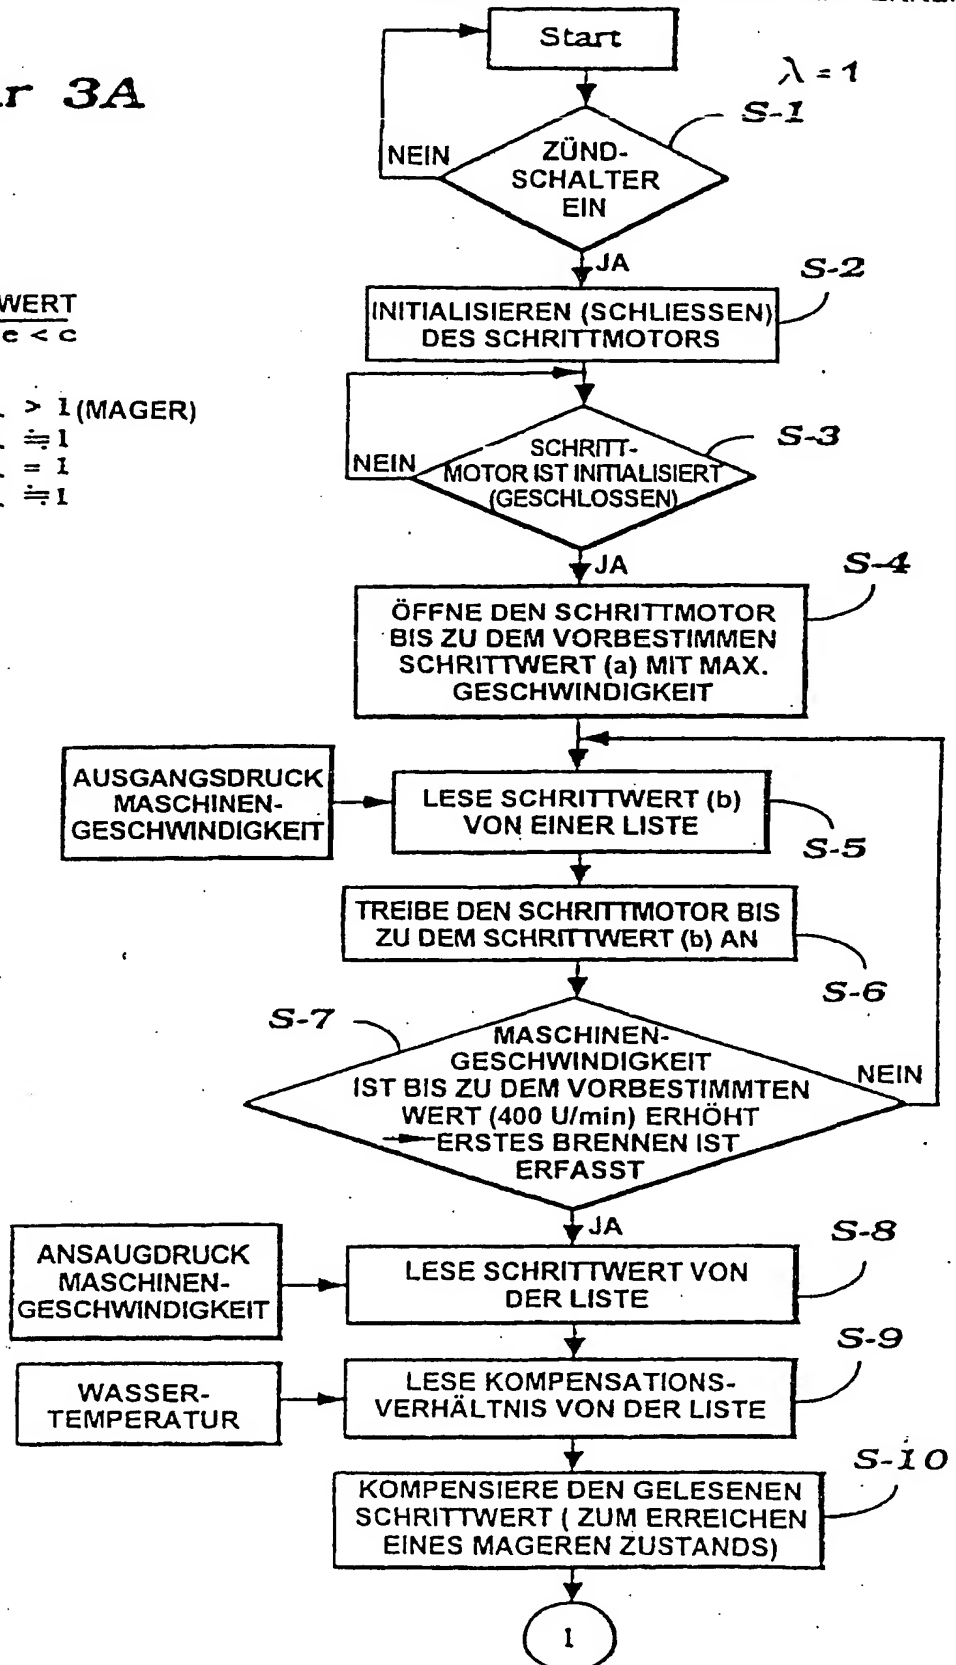 Start
λ = 1
3A
S-1
NEIN
ZÜND-
SCHALTER
EIN
JA
S-2
WERT
c < c
INITIALISIEREN (SCHLIESSEN)
DES SCHRITTMOTORS
> 1 (MAGER)
≒ 1
= 1
≒ 1
S-3
NEIN
SCHRITT-
MOTOR IST INITIALISIERT
(GESCHLOSSEN)
JA
S-4
ÖFFNE DEN SCHRITTMOTOR
BIS ZU DEM VORBESTIMMEN
SCHRITTWERT (a) MIT MAX.
GESCHWINDIGKEIT
AUSGANGSDRUCK
MASCHINEN-
GESCHWINDIGKEIT
LESE SCHRITTWERT (b)
VON EINER LISTE
S-5
TREIBE DEN SCHRITTMOTOR BIS
ZU DEM SCHRITTWERT (b) AN
S-6
S-7
MASCHINEN-
GESCHWINDIGKEIT
IST BIS ZU DEM VORBESTIMMTEN
WERT (400 U/min) ERHÖHT
→ ERSTES BRENNEN IST
ERFASST
NEIN
JA
S-8
ANSAUGDRUCK
MASCHINEN-
GESCHWINDIGKEIT
LESE SCHRITTWERT VON
DER LISTE
S-9
WASSER-
TEMPERATUR
LESE KOMPENSATIONS-
VERHÄLTNIS VON DER LISTE
S-10
KOMPENSIERE DEN GELESENEN
SCHRITTWERT ( ZUM ERREICHEN
EINES MAGEREN ZUSTANDS)
1